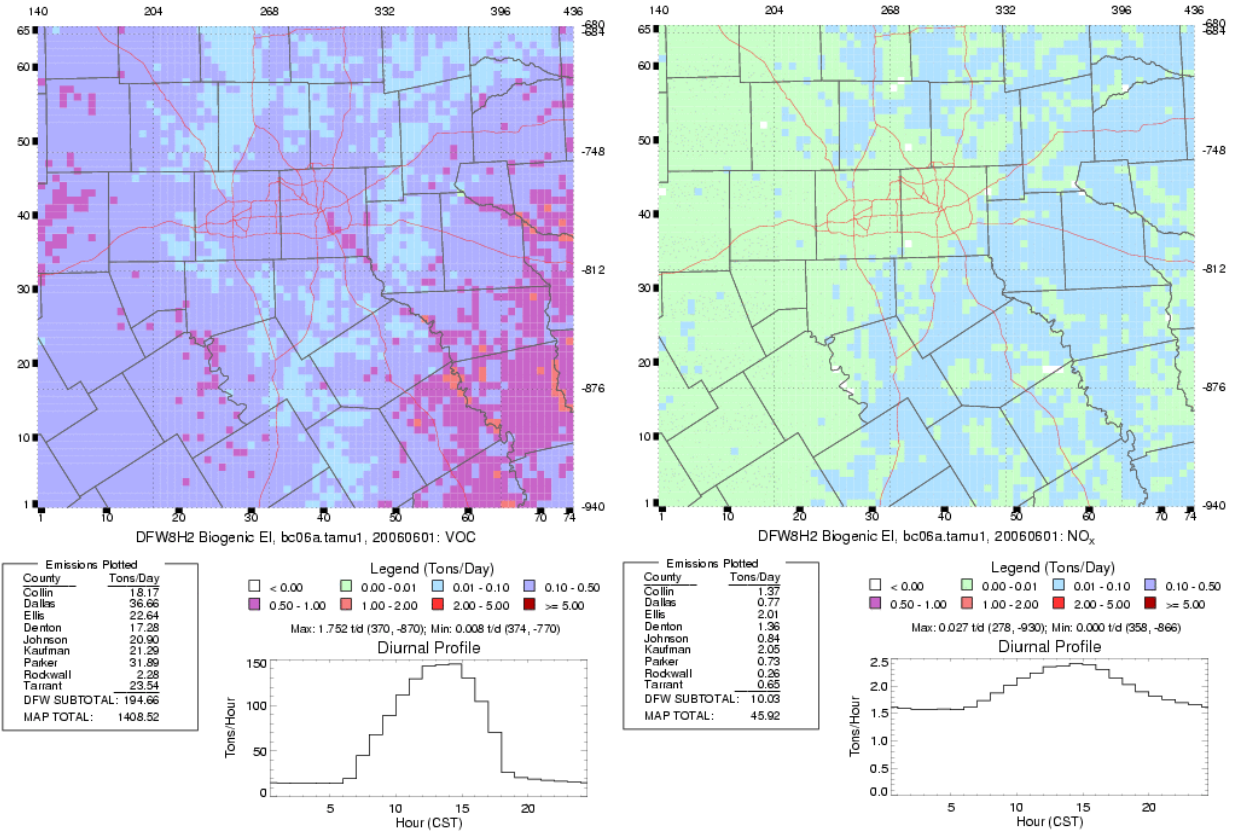 140 204 268 332 396 436
65
60
50
40
30
20
10
1
-680
-684
-748
-812
-876
-940
1 10 20 30 40 50 60 70 74
DFW8H2 Biogenic EI, bc06a.tamu1, 20060601: VOC
Emissions Plotted
County Tons/Day
Collin 18.17
Dallas 36.66
Ellis 22.64
Denton 17.28
Johnson 20.90
Kaufman 21.29
Parker 31.89
Rockwall 2.28
Tarrant 23.54
DFW SUBTOTAL: 194.66
MAP TOTAL: 1408.52
Legend (Tons/Day)
< 0.00 0.00 - 0.01 0.01 - 0.10 0.10 - 0.50
0.50 - 1.00 1.00 - 2.00 2.00 - 5.00 >= 5.00
Max: 1.752 t/d (370, -870); Min: 0.008 t/d (374, -770)
Diurnal Profile
Tons/Hour
150
100
50
0
5 10 15 20
Hour (CST)
140 204 268 332 396 436
65
60
50
40
30
20
10
1
-680
-684
-748
-812
-876
-940
1 10 20 30 40 50 60 70 74
DFW8H2 Biogenic EI, bc06a.tamu1, 20060601: NOx
Emissions Plotted
County Tons/Day
Collin 1.37
Dallas 0.77
Ellis 2.01
Denton 1.36
Johnson 0.84
Kaufman 2.05
Parker 0.73
Rockwall 0.26
Tarrant 0.65
DFW SUBTOTAL: 10.03
MAP TOTAL: 45.92
Legend (Tons/Day)
< 0.00 0.00 - 0.01 0.01 - 0.10 0.10 - 0.50
0.50 - 1.00 1.00 - 2.00 2.00 - 5.00 >= 5.00
Max: 0.027 t/d (278, -930); Min: 0.000 t/d (358, -866)
Diurnal Profile
Tons/Hour
2.5
2.0
1.5
1.0
0.5
0.0
5 10 15 20
Hour (CST)